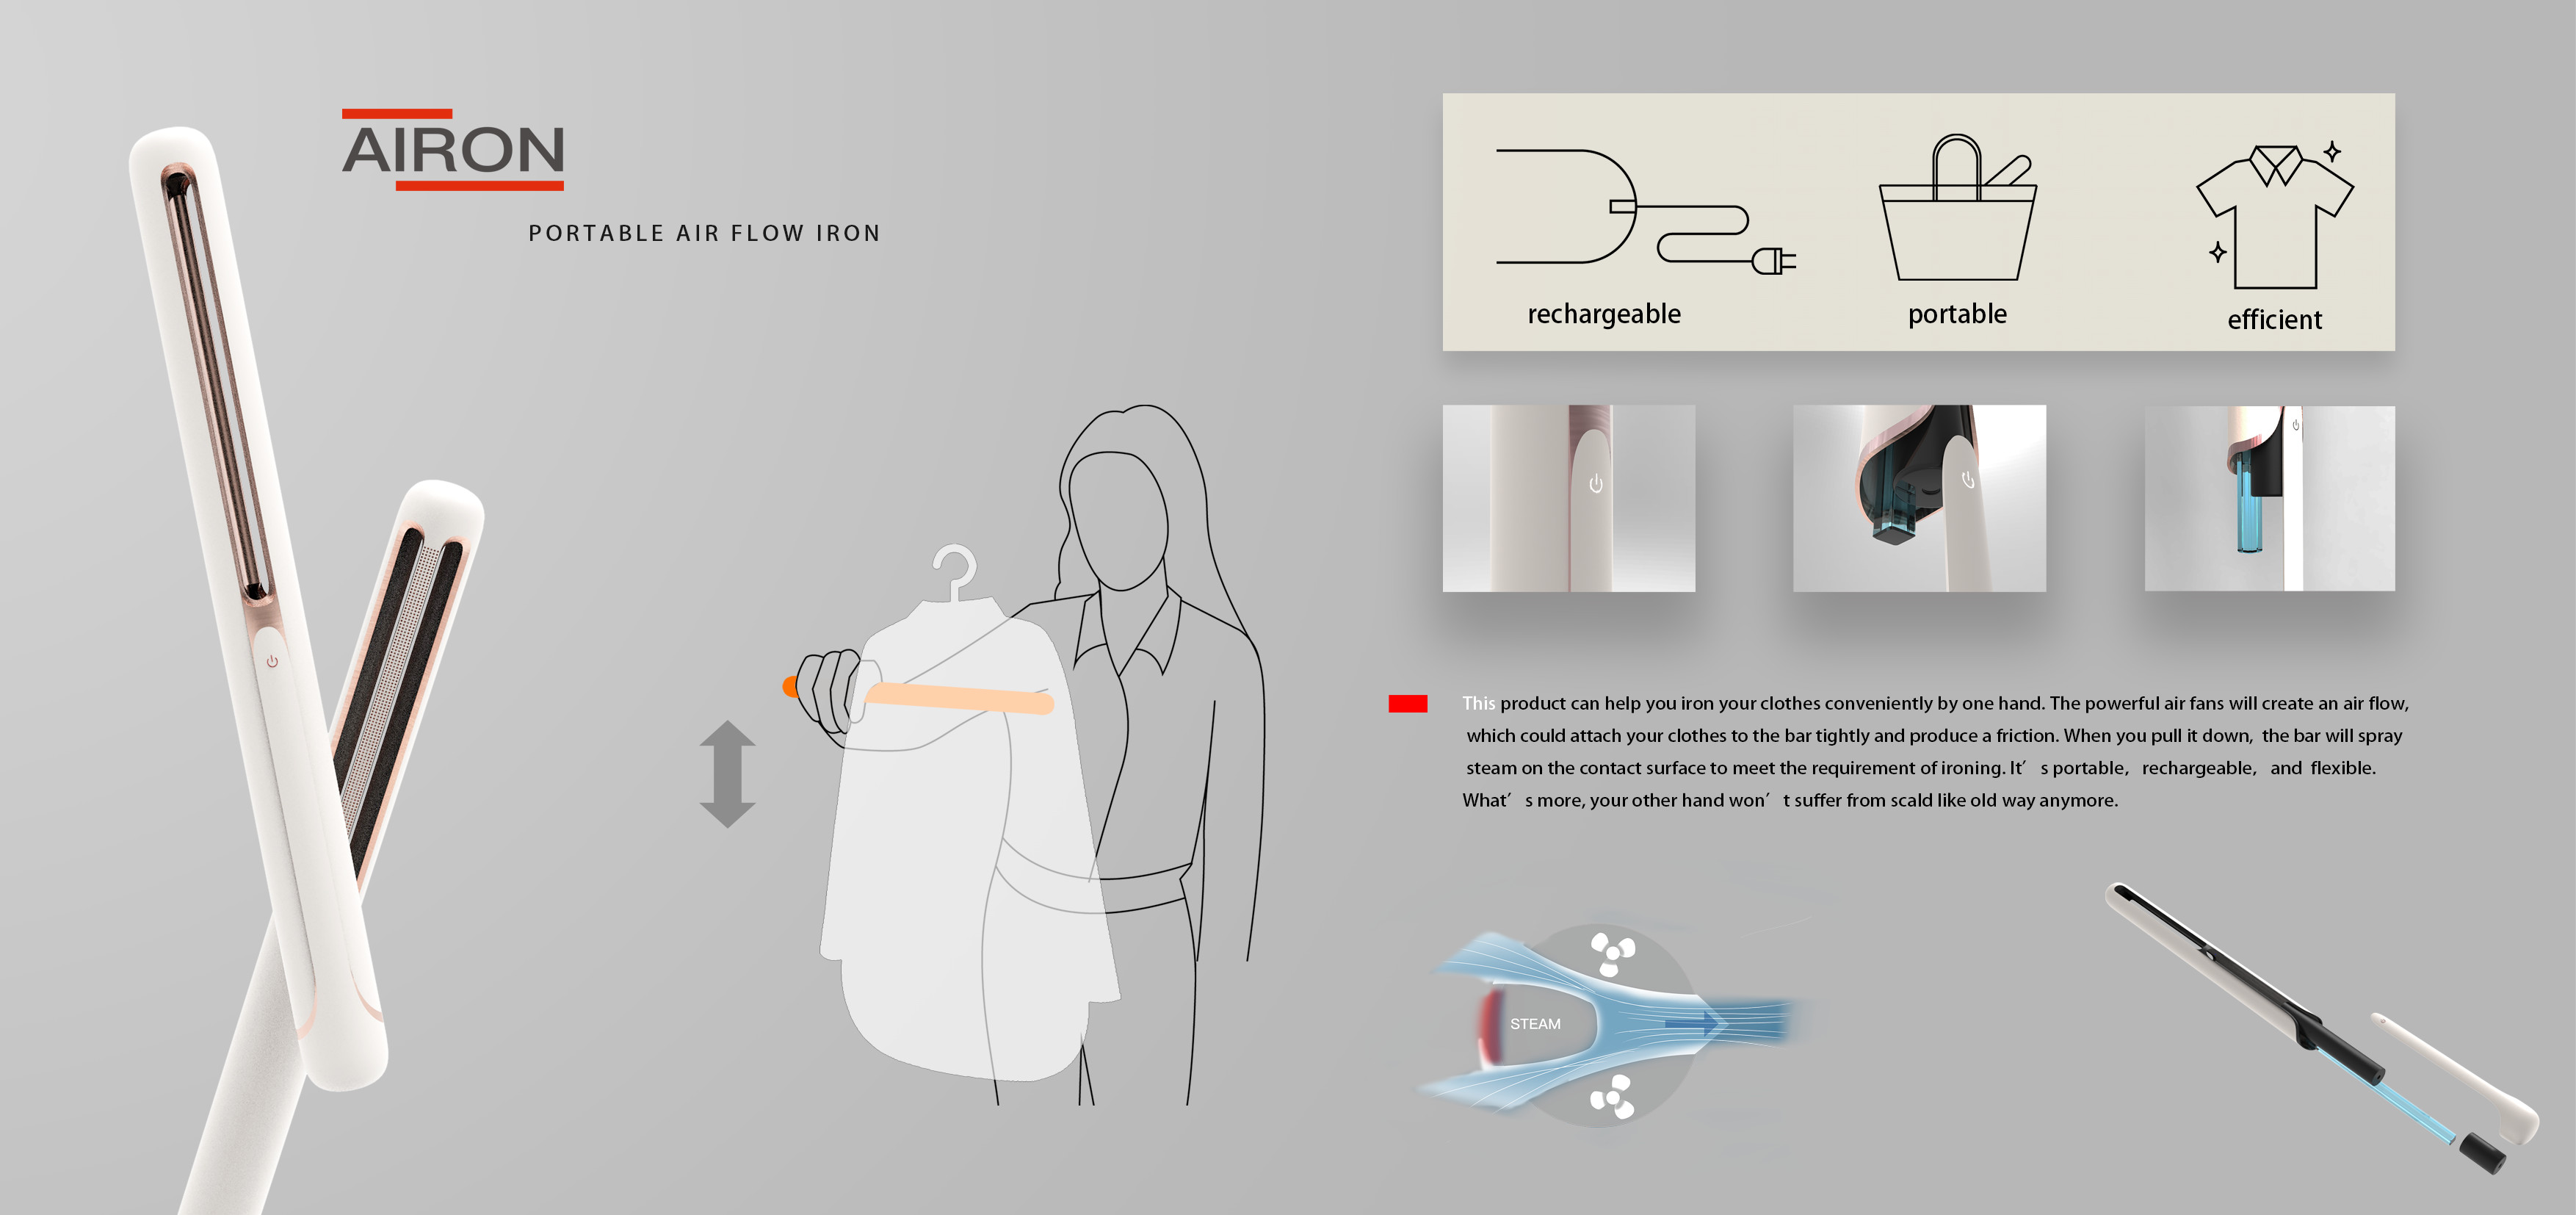 AIRON
PORTABLE AIR FLOW IRON
rechargeable
portable
efficient
This product can help you iron your clothes conveniently by one hand. The powerful air fans will create an air flow,
which could attach your clothes to the bar tightly and produce a friction. When you pull it down, the bar will spray
steam on the contact surface to meet the requirement of ironing. It’ s portable, rechargeable, and flexible.
What’ s more, your other hand won’ t suffer from scald like old way anymore.
STEAM